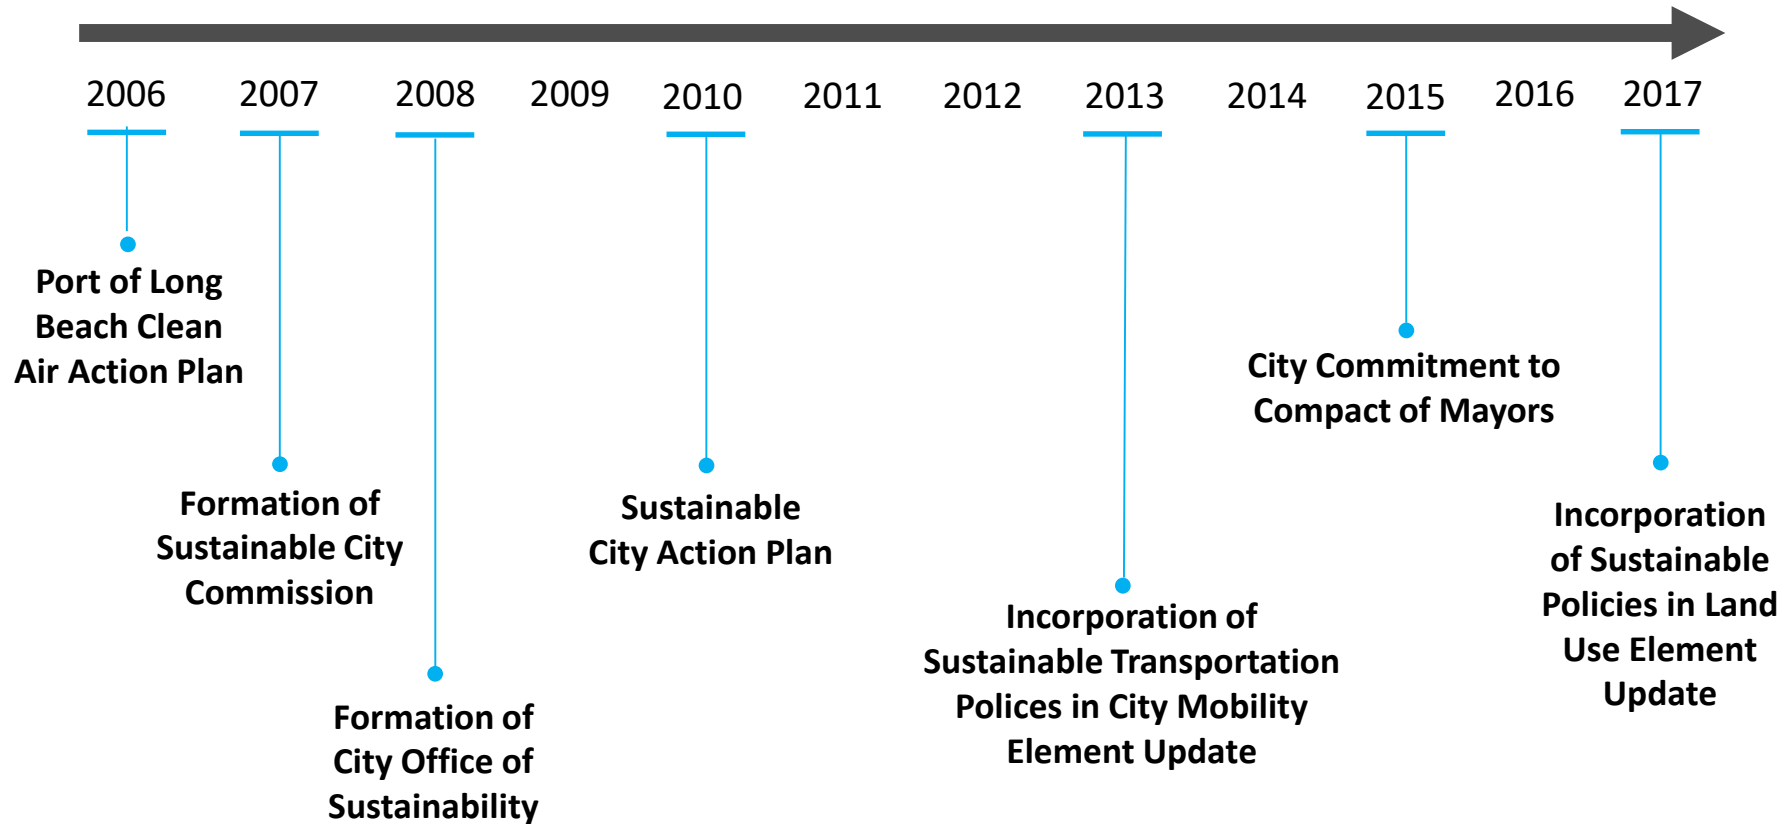 2006 2007 2008 2009 2010 2011 2012 2013 2014 2015 2016 2017
Port of Long
Beach Clean
Air Action Plan
Formation of
Sustainable City
Commission
Formation of
City Office of
Sustainability
Sustainable
City Action Plan
Incorporation of
Sustainable Transportation
Polices in City Mobility
Element Update
City Commitment to
Compact of Mayors
Incorporation
of Sustainable
Policies in Land
Use Element
Update